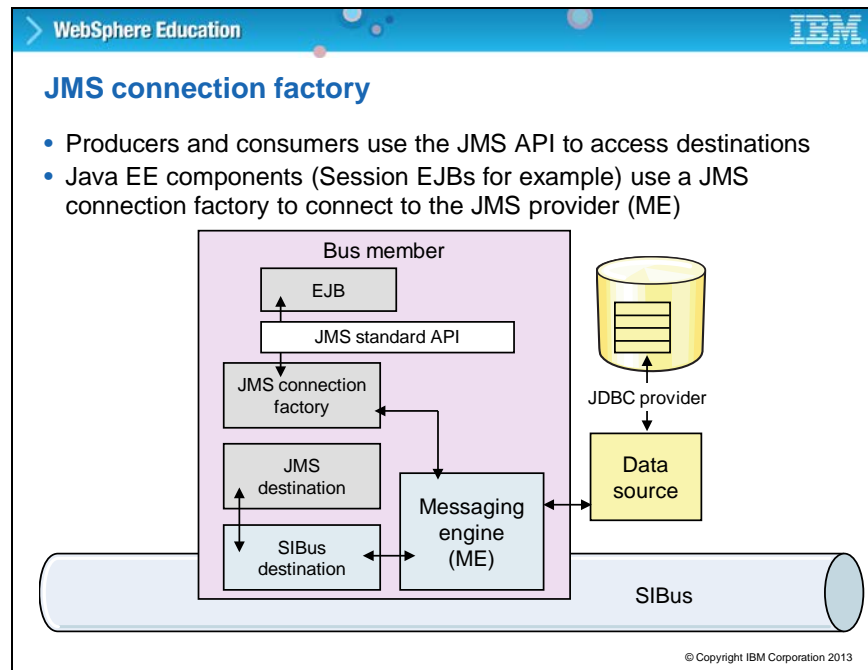 WebSphere Education
IBM
JMS connection factory
• Producers and consumers use the JMS API to access destinations
• Java EE components (Session EJBs for example) use a JMS
connection factory to connect to the JMS provider (ME)
Bus member
EJB
JMS standard API
JMS connection
factory
JDBC provider
JMS
destination
Data
source
Messaging
engine
(ME)
SIBus
destination
SIBus
© Copyright IBM Corporation 2013